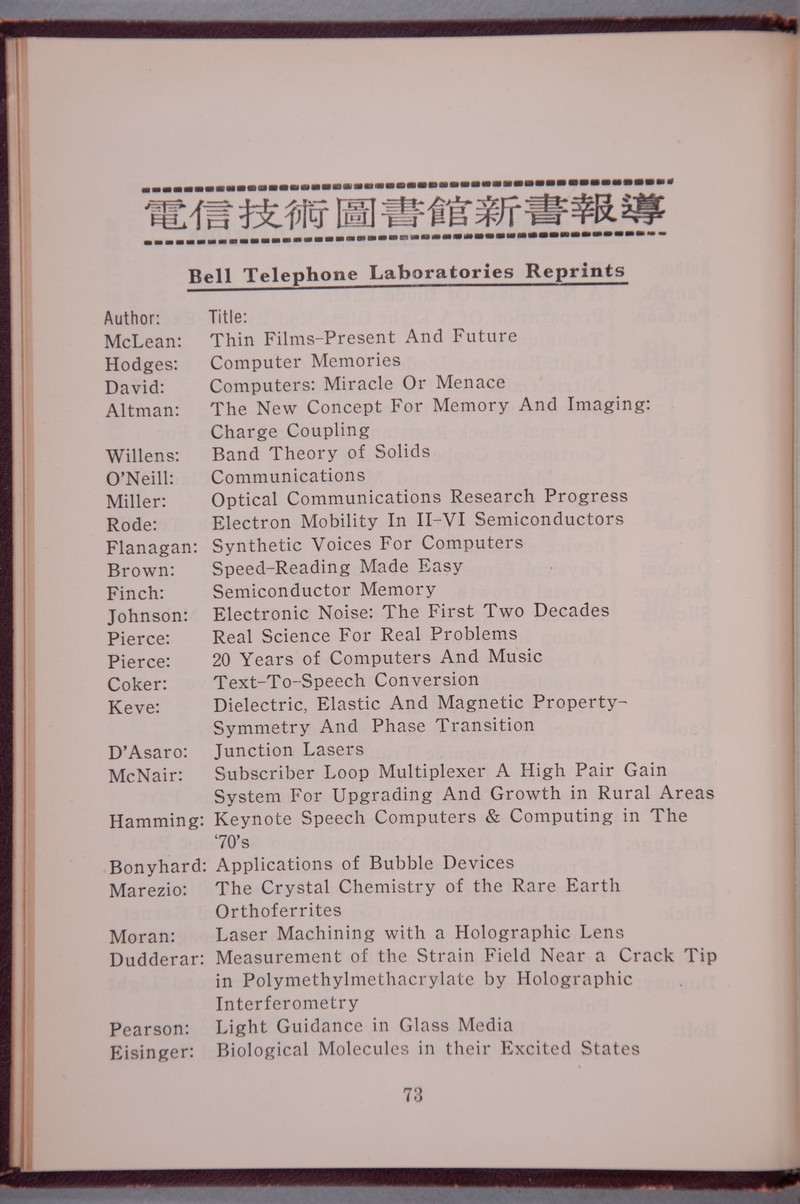 電信技術圖書館新書報導
Bell Telephone Laboratories Reprints
Author: Title:
McLean: Thin Films-Present And Future
Hodges: Computer Memories
David: Computers: Miracle Or Menace
Altman: The New Concept For Memory And Imaging:
Charge Coupling
Willens: Band Theory of Solids
O'Neill: Communications
Miller: Optical Communications Research Progress
Rode: Electron Mobility In II-VI Semiconductors
Flanagan: Synthetic Voices For Computers
Brown: Speed-Reading Made Easy
Finch: Semiconductor Memory
Johnson: Electronic Noise: The First Two Decades
Pierce: Real Science For Real Problems
Pierce: 20 Years of Computers And Music
Coker: Text-To-Speech Conversion
Keve: Dielectric, Elastic And Magnetic Property-
Symmetry And Phase Transition
D'Asaro: Junction Lasers
McNair: Subscriber Loop Multiplexer A High Pair Gain
System For Upgrading And Growth in Rural Areas
Hamming: Keynote Speech Computers & Computing in The
'70's
Bonyhard: Applications of Bubble Devices
Marezio: The Crystal Chemistry of the Rare Earth
Orthoferrites
Moran: Laser Machining with a Holographic Lens
Dudderar: Measurement of the Strain Field Near a Crack Tip
in Polymethylmethacrylate by Holographic
Interferometry
Pearson: Light Guidance in Glass Media
Eisinger: Biological Molecules in their Excited States
73